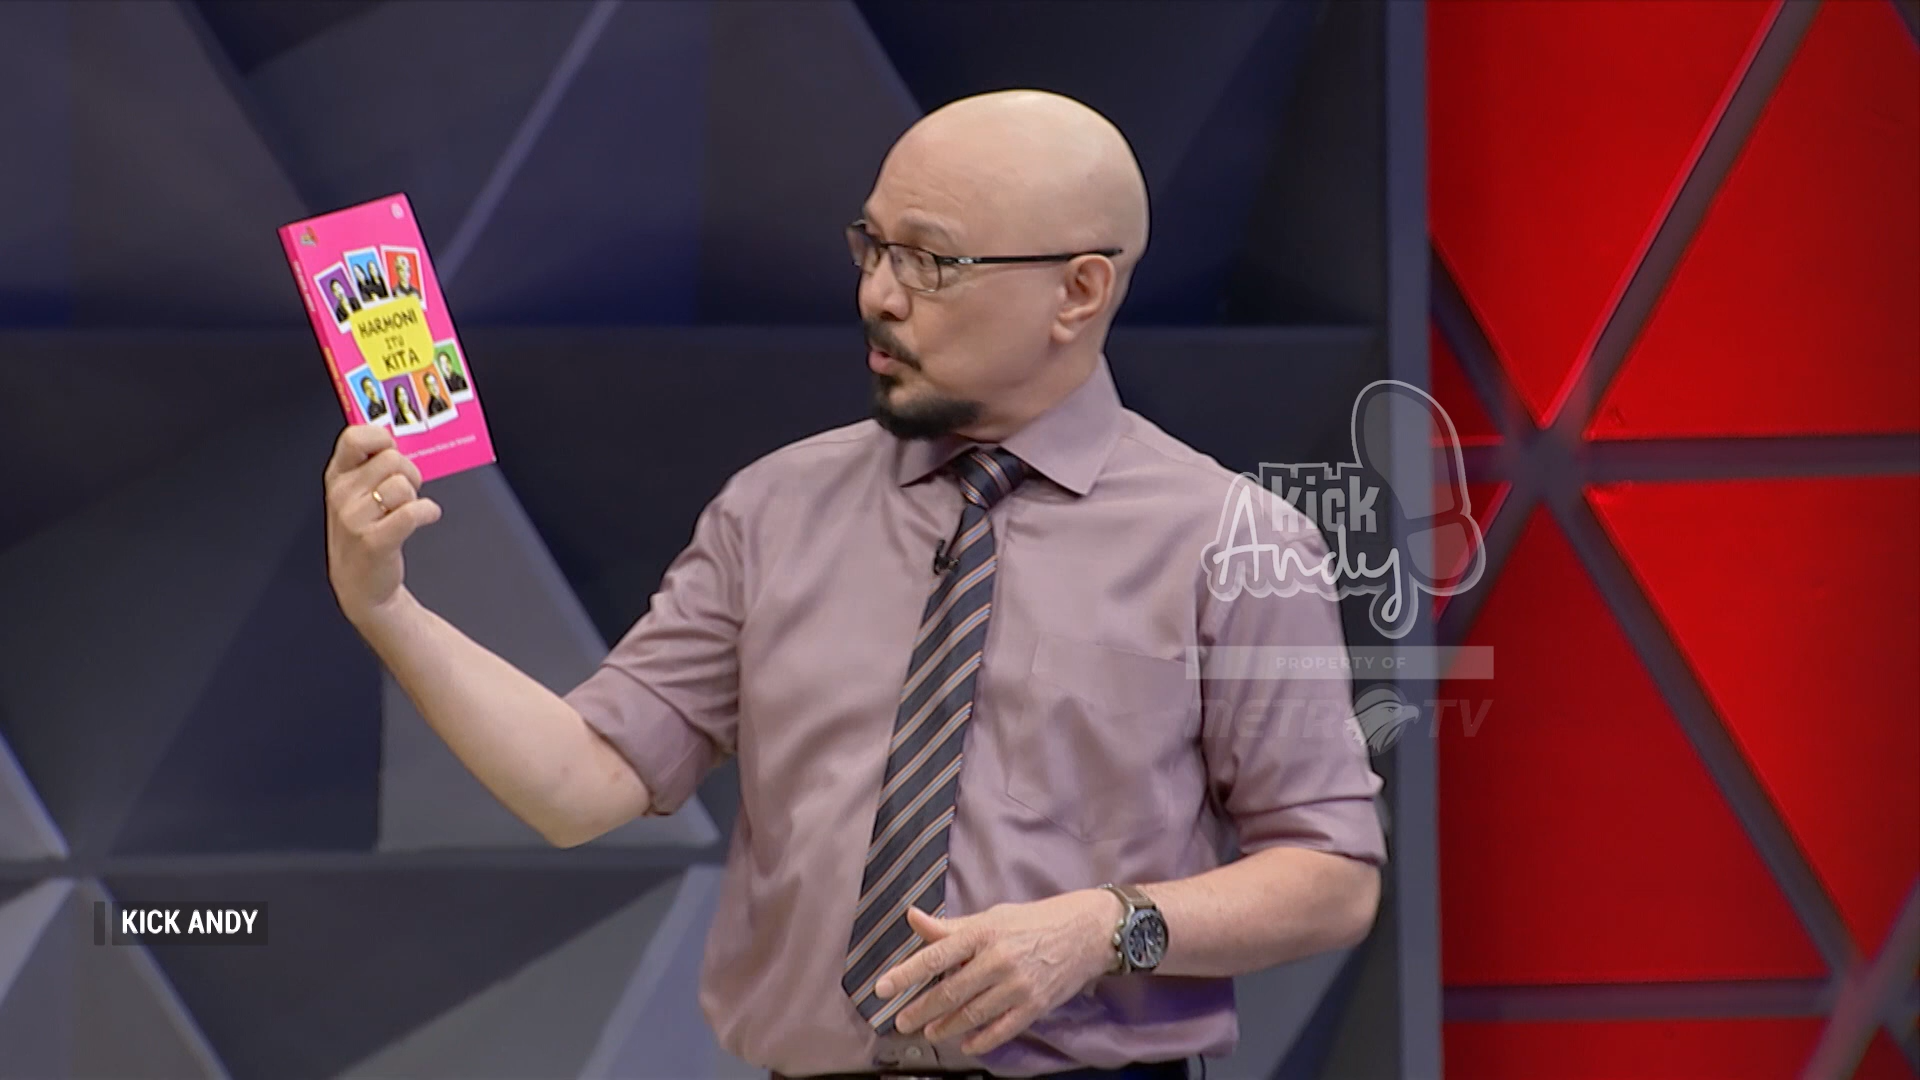 HARMONI
ITU
KITA
Kick
Andy
PROPERTY OF
METRO TV
KICK ANDY